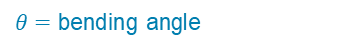 θ = bending angle